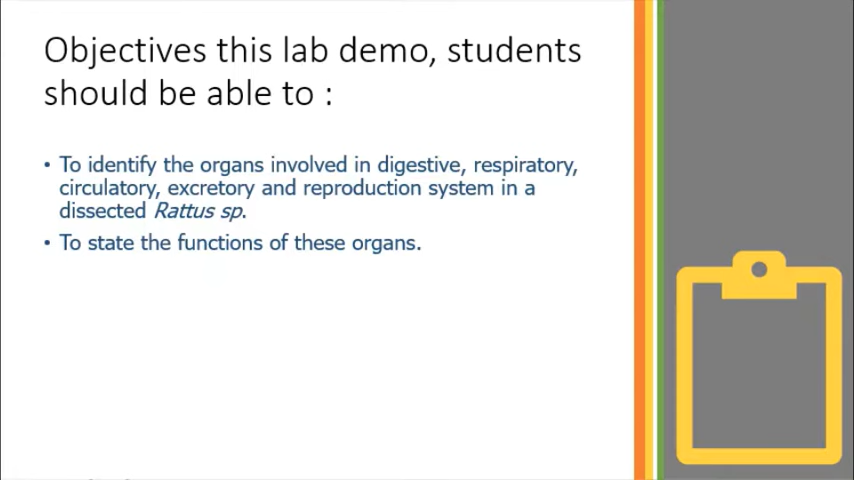 Objectives this lab demo, students
should be able to :
• To identify the organs involved in digestive, respiratory,
circulatory, excretory and reproduction system in a
dissected Rattus sp.
• To state the functions of these organs.